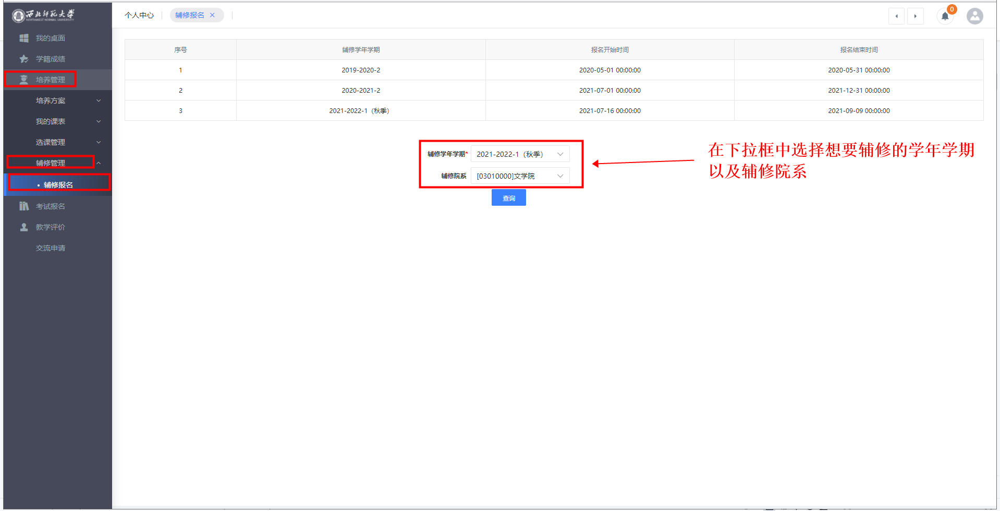 西北师范大学
NORTHWEST NORMAL UNIVERSITY
个人中心
辅修报名 ×
0
我的桌面
学籍成绩
培养管理
培养方案
我的课表
选课管理
辅修管理
• 辅修报名
考试报名
教学评价
交流申请
序号 辅修学年学期 报名开始时间 报名结束时间
1 2019-2020-2 2020-05-01 00:00:00 2020-05-31 00:00:00
2 2020-2021-2 2021-07-01 00:00:00 2021-12-31 00:00:00
3 2021-2022-1（秋季） 2021-07-16 00:00:00 2021-09-09 00:00:00
辅修学年学期* 2021-2022-1（秋季）
辅修院系 [03010000]文学院
查询
在下拉框中选择想要辅修的学年学期
以及辅修院系